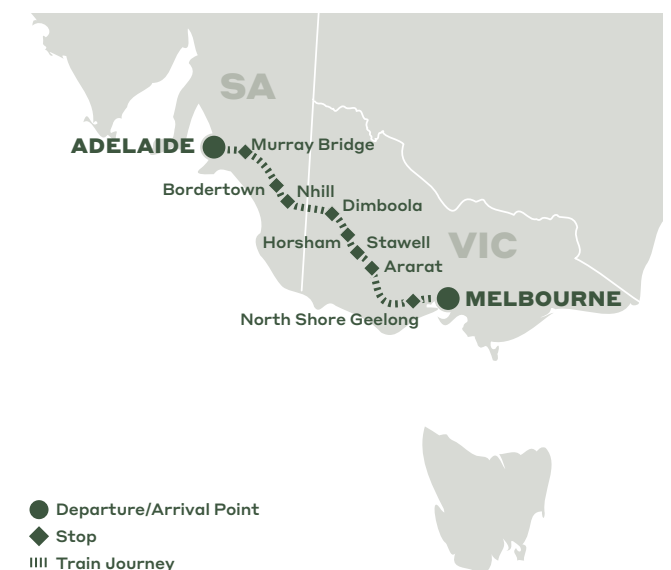 SA
ADELAIDE
Murray Bridge
Bordertown
Nhill
Dimboola
Horsham
Stawell
VIC
Ararat
MELBOURNE
North Shore Geelong
Departure/Arrival Point
Stop
Train Journey